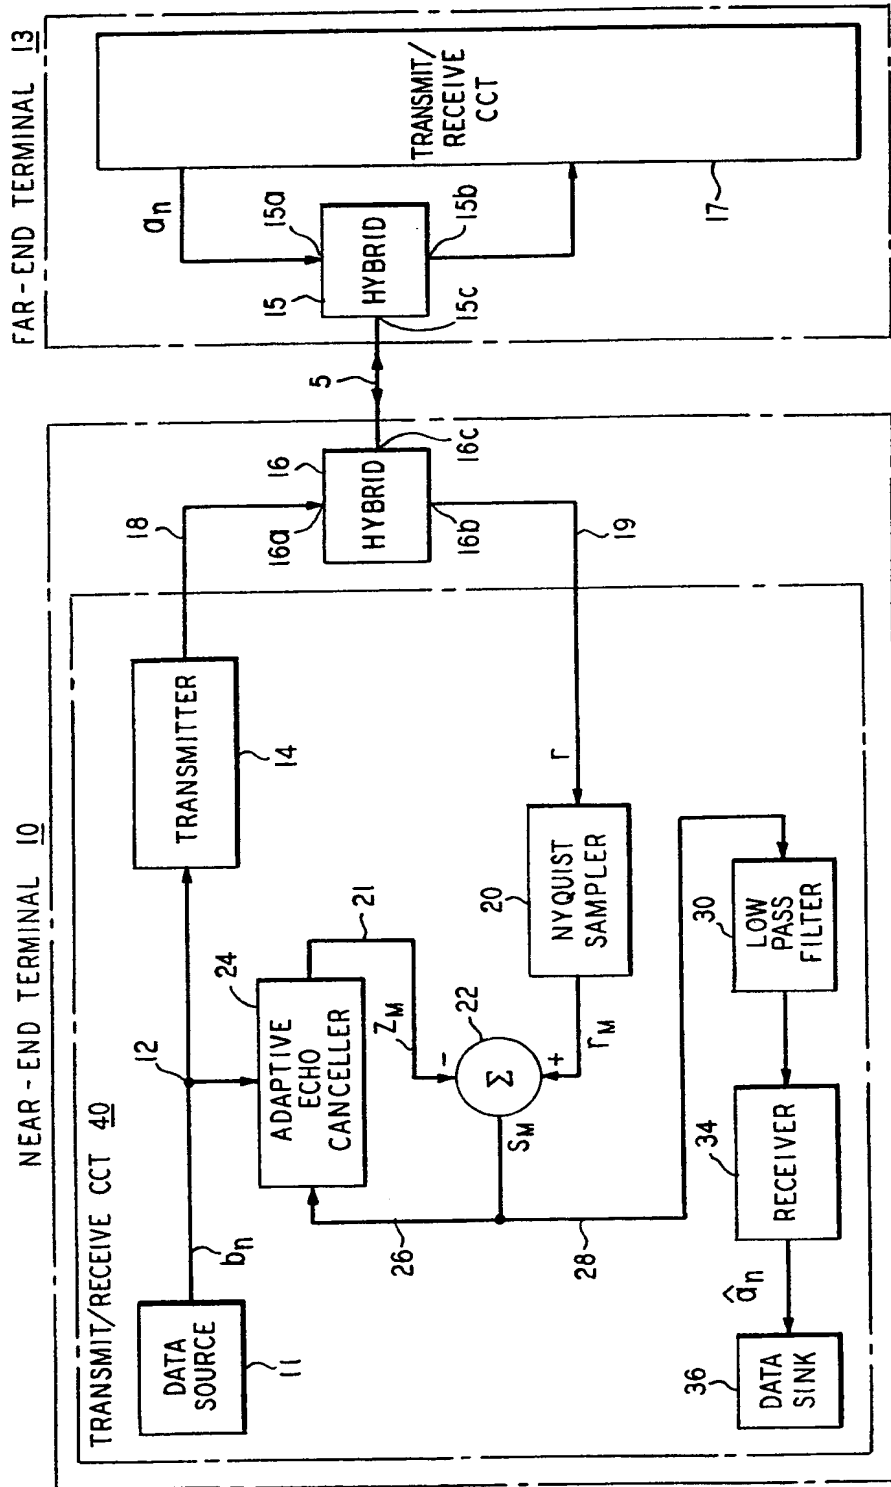 NEAR-END TERMINAL 10
FAR-END TERMINAL 13
TRANSMIT/RECEIVE CCT 40
DATA
SOURCE
11
bn
12
TRANSMITTER
14
18
16a
16
HYBRID
16c
16b
19
5
an
15a
15
HYBRID
15c
15b
TRANSMIT/
RECEIVE
CCT
17
24
ADAPTIVE
ECHO
CANCELLER
21
ZM
-
22
Σ
+
SM
rM
20
NYQUIST
SAMPLER
r
26
28
30
LOW
PASS
FILTER
34
RECEIVER
ân
36
DATA
SINK